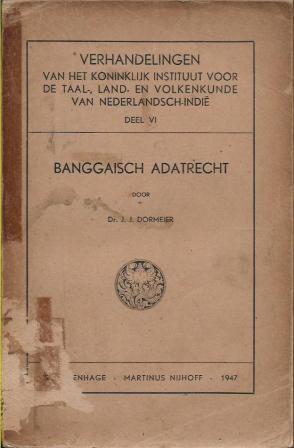 VERHANDELINGEN
VAN HET KONINKLIJK INSTITUUT VOOR
DE TAAL-, LAND- EN VOLKENKUNDE
VAN NEDERLANDSCH-INDIË
DEEL VI
BANGGAISCH ADATRECHT
DOOR
Dr. J. J. DORMEIER
ENHAGE - MARTINUS NIJHOFF - 1947